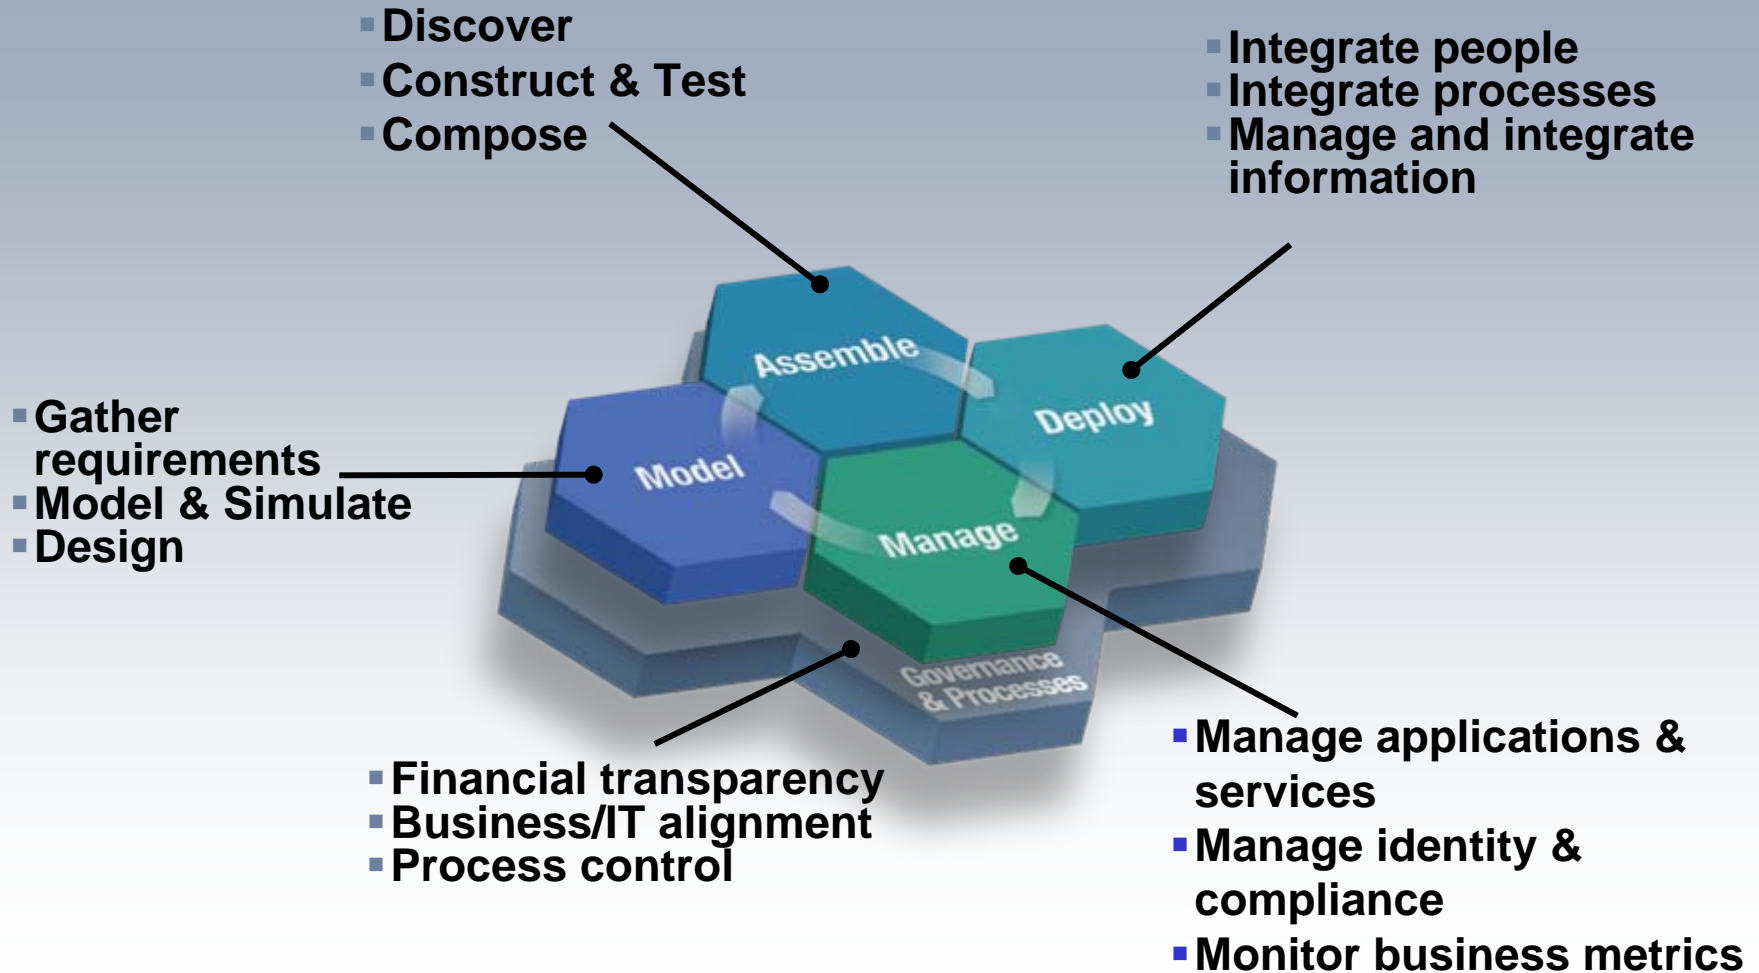 ▪Discover
▪Construct & Test
▪Compose
▪Integrate people
▪Integrate processes
▪Manage and integrate
information
Assemble
Deploy
▪Gather
requirements
▪Model & Simulate
▪Design
Model
Manage
Governance
& Processes
▪Financial transparency
▪Business/IT alignment
▪Process control
▪Manage applications &
services
▪Manage identity &
compliance
▪Monitor business metrics